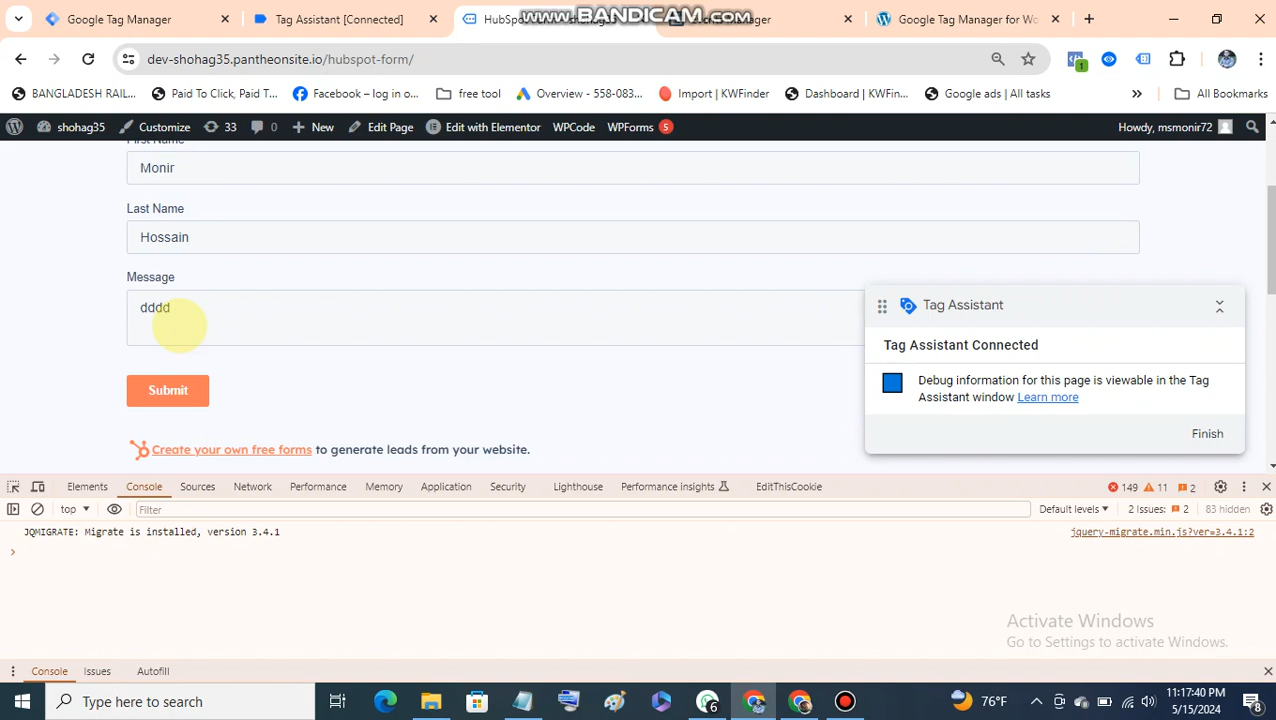 Google Tag Manager
Tag Assistant [Connected]
HubSpot
Google Tag Manager for Wo
www.BANDICAM.com
dev-shohag35.pantheonsite.io/hubspot-form/
1
BANGLADESH RAIL...
Paid To Click, Paid T...
Facebook – log in o...
free tool
Overview - 558-083...
Import | KWFinder
Dashboard | KWFin...
Google ads | All tasks
All Bookmarks
shohag35
Customize
33
New
Edit Page
Edit with Elementor
WPCode
WPForms 5
Howdy, msmonir72
First Name
Monir
Last Name
Hossain
Message
dddd
Submit
Create your own free forms to generate leads from your website.
Tag Assistant
Tag Assistant Connected
Debug information for this page is viewable in the Tag
Assistant window Learn more
Finish
Elements
Console
Sources
Network
Performance
Memory
Application
Security
Lighthouse
Performance insights
EditThisCookie
149
11
2
top
Filter
Default levels
2 Issues:
2
83 hidden
JQMIGRATE: Migrate is installed, version 3.4.1
jquery-migrate.min.js?ver=3.4.1:2
Activate Windows
Go to Settings to activate Windows.
Console
Issues
Autofill
Type here to search
6
76°F
11:17:40 PM
5/15/2024
8